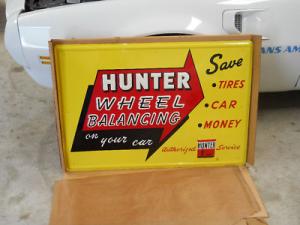 HUNTER
WHEEL
BALANCING
on your car
Save
• TIRES
• CAR
• MONEY
Authorized HUNTER Service
ANS AM